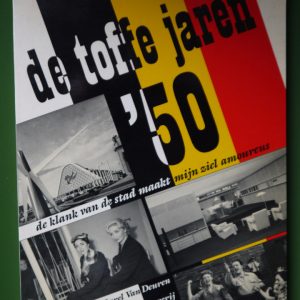 de toffe jaren
'50
de klank van de stad maakt mijn ziel amoureus
Van Deuren